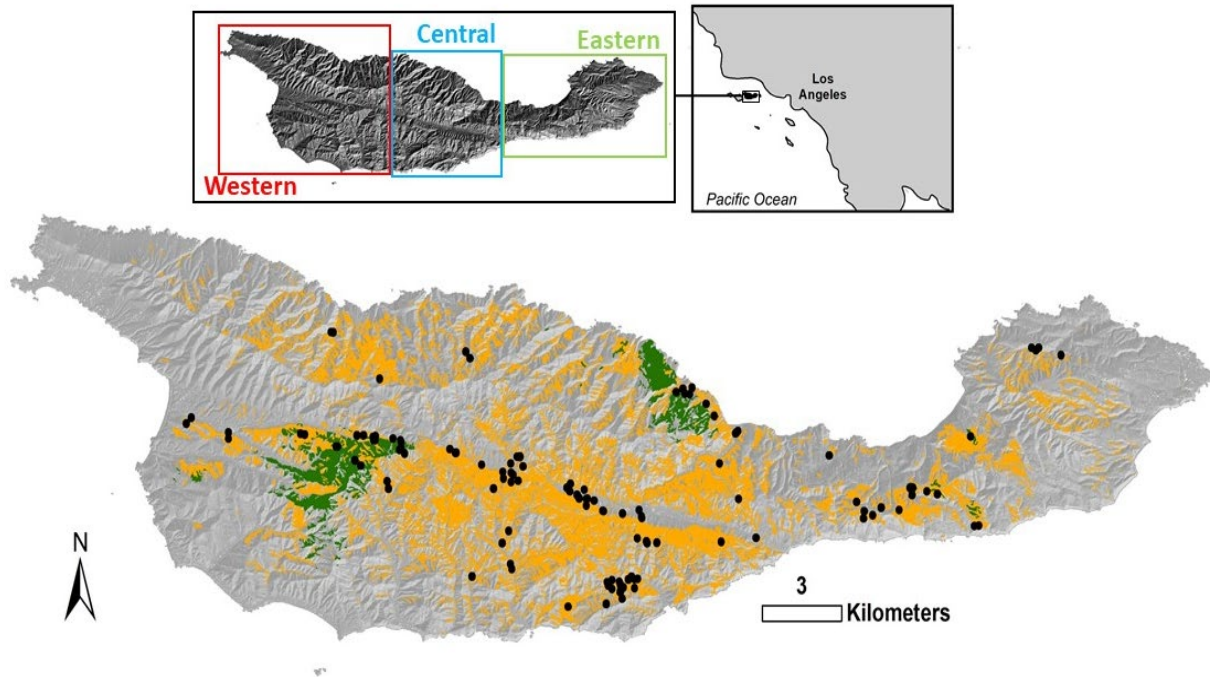 Central
Eastern
Western
Los
Angeles
Pacific Ocean
N
3
Kilometers